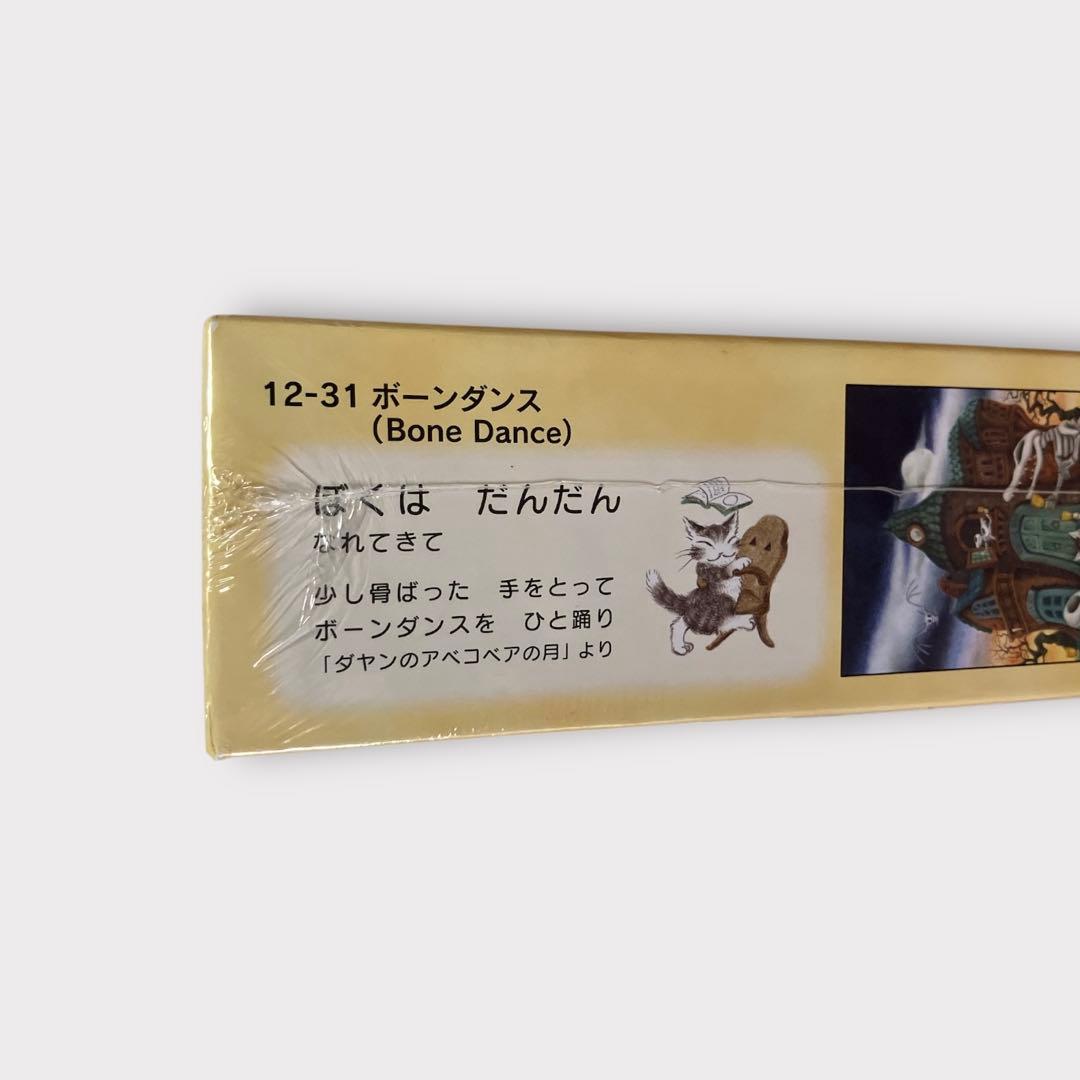 12-31 ボーンダンス
(Bone Dance)
ぼくは だんだん
なれてきて
少し骨ばった 手をとって
ボーンダンスを ひと踊り
「ダヤンのアベコベアの月」より